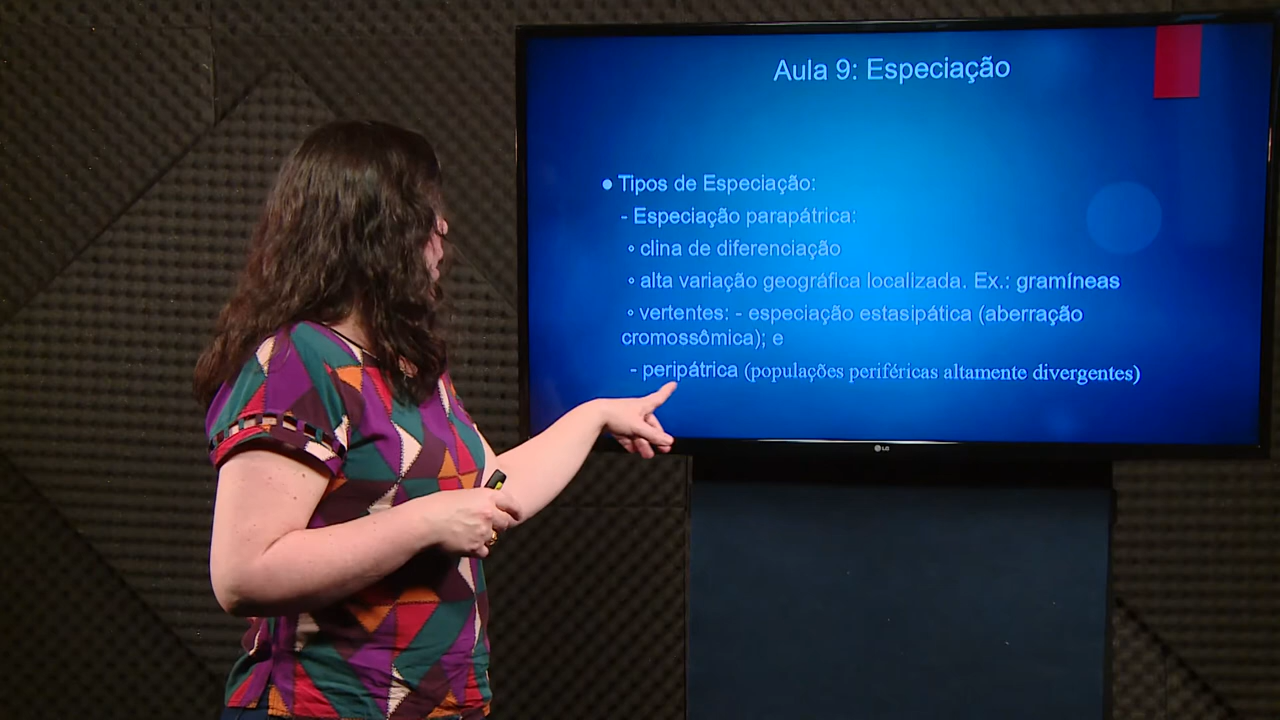 Aula 9: Especiação
● Tipos de Especiação:
- Especiação parapátrica:
◦ clina de diferenciação
◦ alta variação geográfica localizada. Ex.: gramíneas
◦ vertentes: - especiação estasipática (aberração
cromossômica); e
- peripátrica (populações periféricas altamente divergentes)
LG